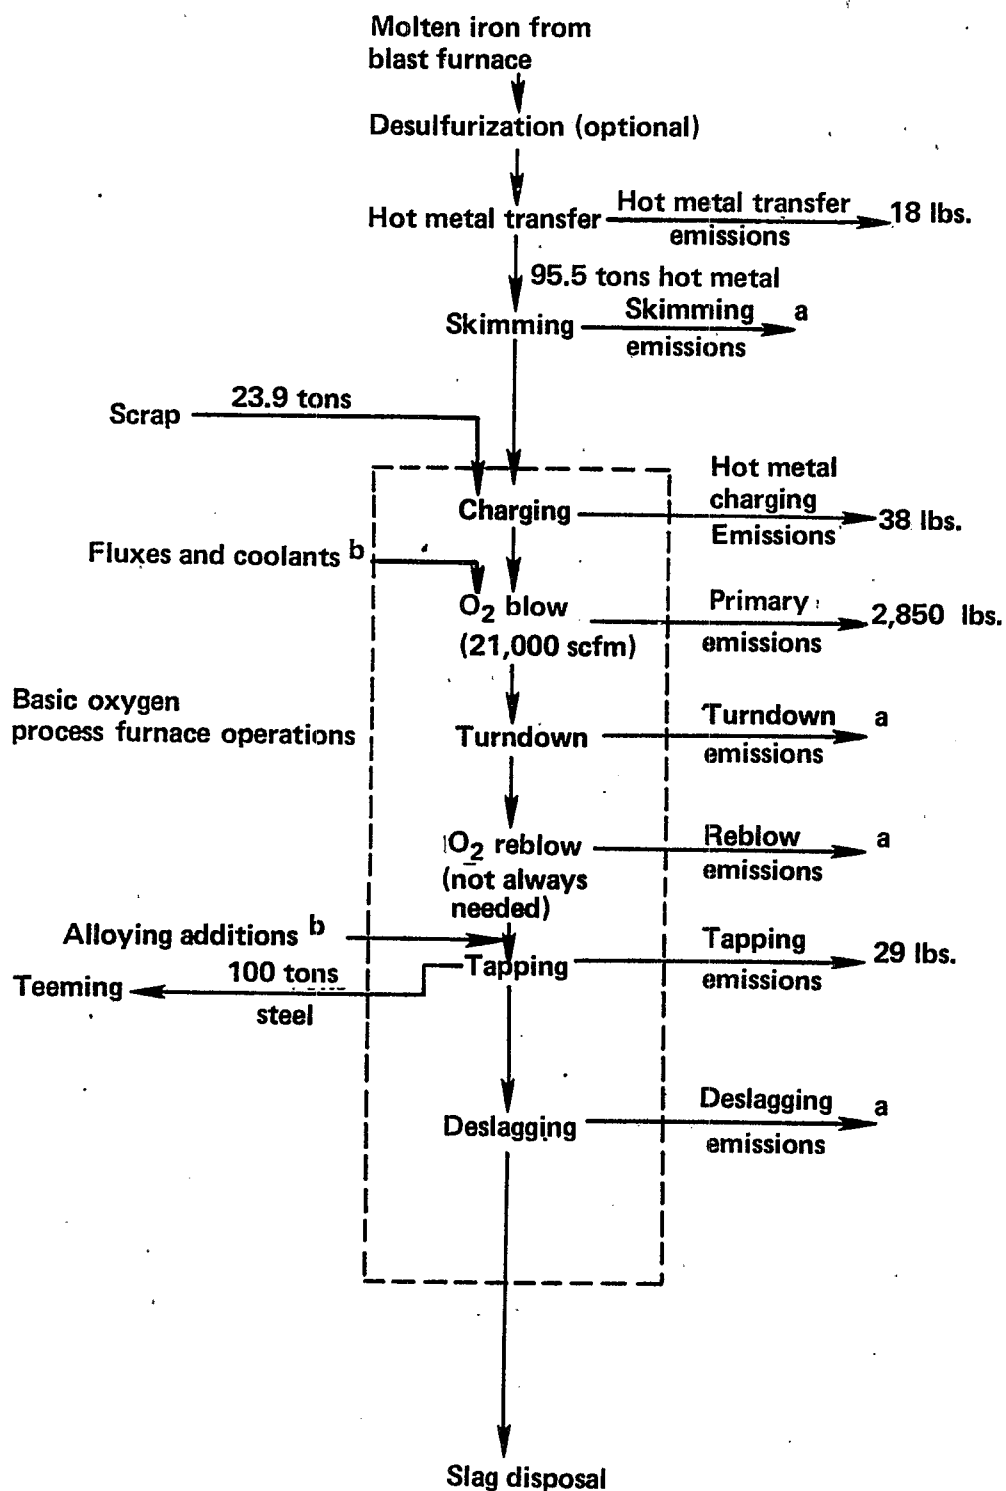 Molten iron from
blast furnace
Desulfurization (optional)
Hot metal transfer
Hot metal transfer
emissions
18 lbs.
95.5 tons hot metal
Skimming
Skimming
emissions
a
Scrap
23.9 tons
Charging
Hot metal
charging
Emissions
38 lbs.
Fluxes and coolants b
O2 blow
(21,000 scfm)
Primary
emissions
2,850 lbs.
Basic oxygen
process furnace operations
Turndown
Turndown
emissions
a
O2 reblow
(not always
needed)
Reblow
emissions
a
Alloying additions b
Tapping
Tapping
emissions
29 lbs.
Teeming
100 tons
steel
Deslagging
Deslagging
emissions
a
Slag disposal